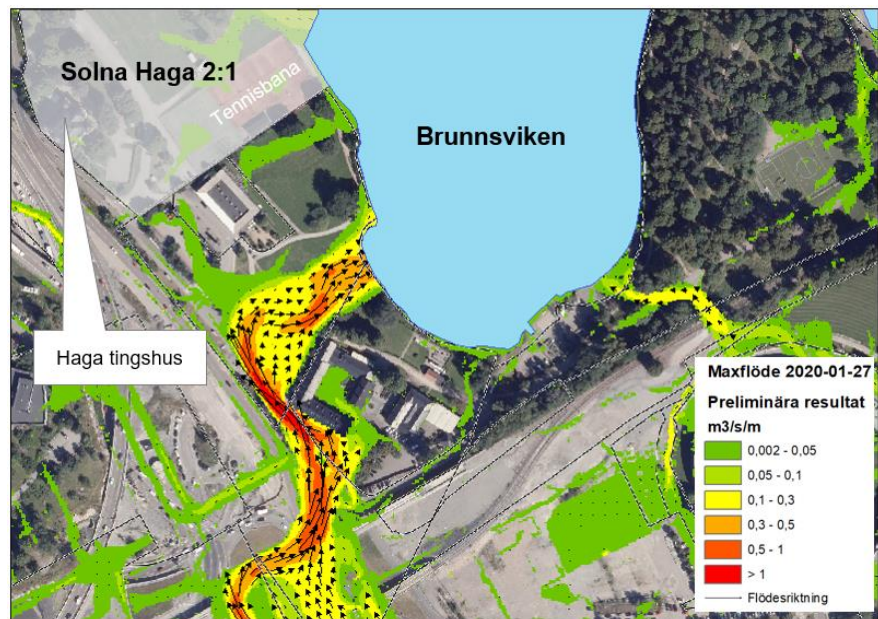 Solna Haga 2:1
Tennisbana
Brunnsviken
Haga tingshus
Maxflöde 2020-01-27
Preliminära resultat
m3/s/m
0,002 - 0,05
0,05 - 0,1
0,1 - 0,3
0,3 - 0,5
0,5 - 1
> 1
Flödesriktning